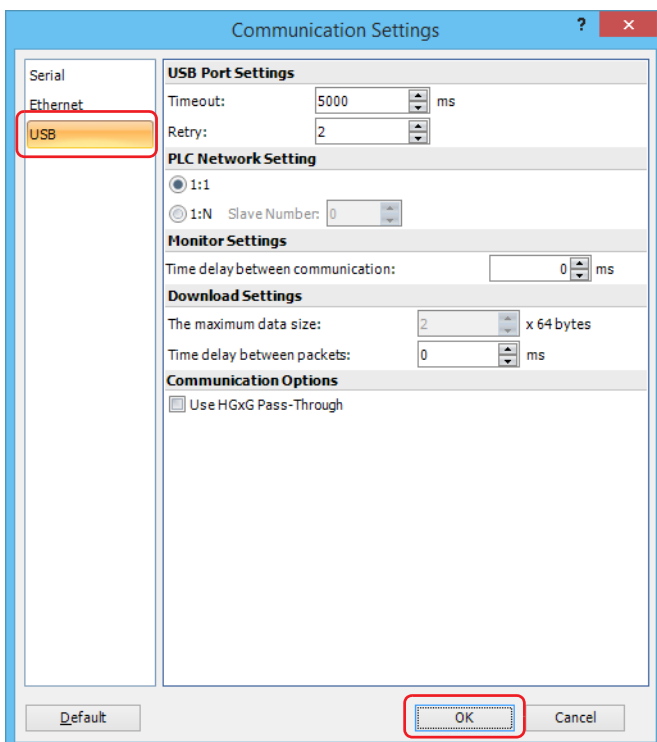 Communication Settings ? ×
Serial
Ethernet
USB
USB Port Settings
Timeout: 5000 ms
Retry: 2
PLC Network Setting
1:1
1:N Slave Number: 0
Monitor Settings
Time delay between communication: 0 ms
Download Settings
The maximum data size: 2 x 64 bytes
Time delay between packets: 0 ms
Communication Options
Use HGxG Pass-Through
Default OK Cancel